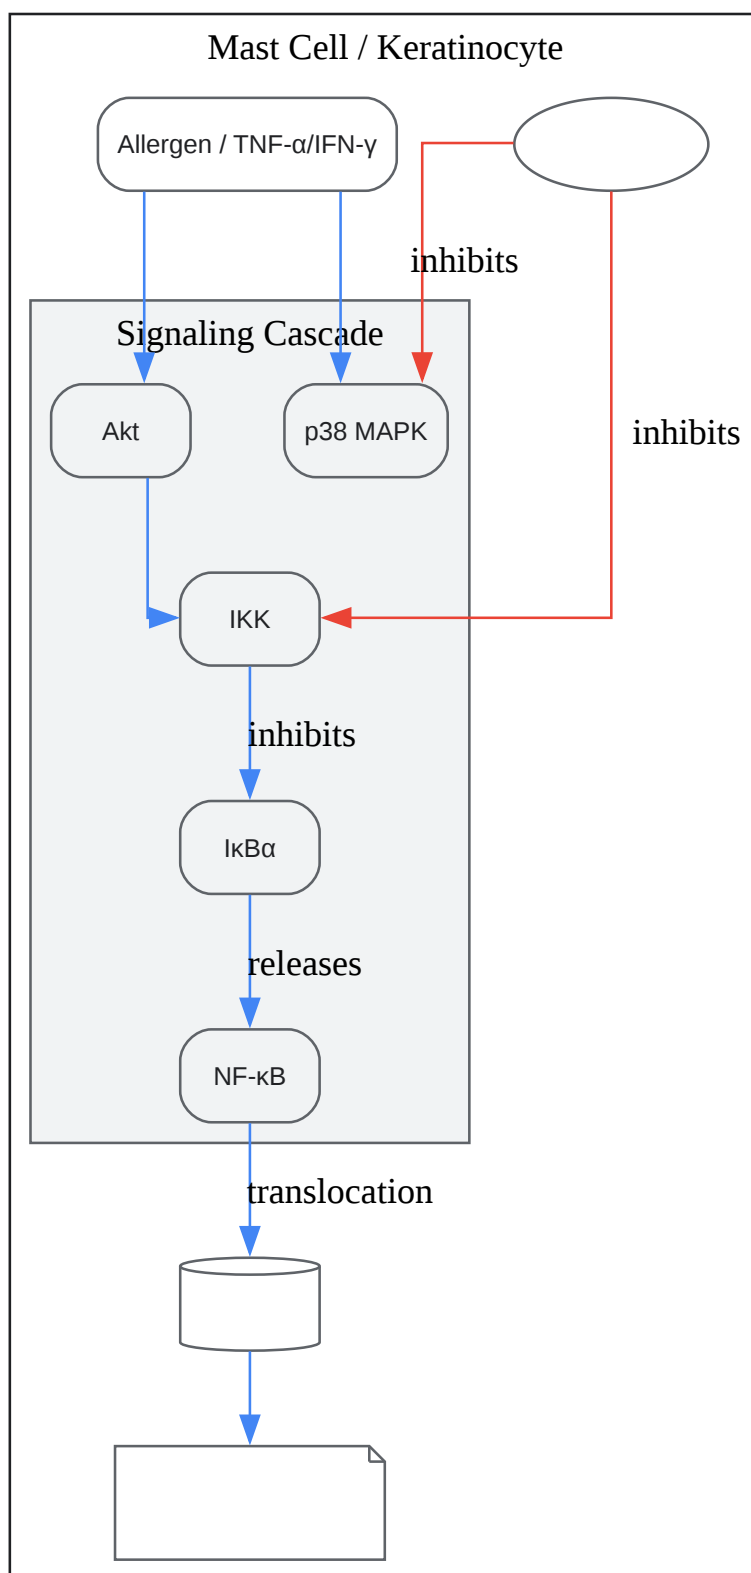 Mast Cell / Keratinocyte
Allergen / TNF-α/IFN-γ
inhibits
Signaling Cascade
Akt
p38 MAPK
inhibits
IKK
inhibits
IκBα
releases
NF-κB
translocation